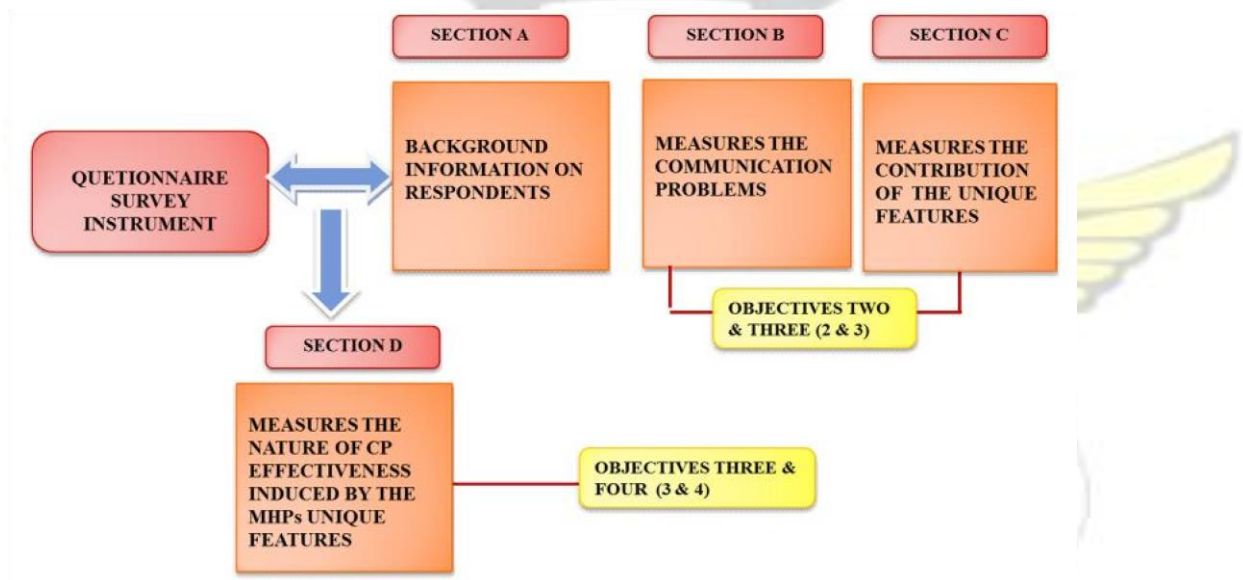 SECTION A
SECTION B
SECTION C
QUETIONNAIRE
SURVEY
INSTRUMENT
BACKGROUND
INFORMATION ON
RESPONDENTS
MEASURES THE
COMMUNICATION
PROBLEMS
MEASURES THE
CONTRIBUTION
OF THE UNIQUE
FEATURES
OBJECTIVES TWO
& THREE (2 & 3)
SECTION D
MEASURES THE
NATURE OF CP
EFFECTIVENESS
INDUCED BY THE
MHPs UNIQUE
FEATURES
OBJECTIVES THREE &
FOUR (3 & 4)